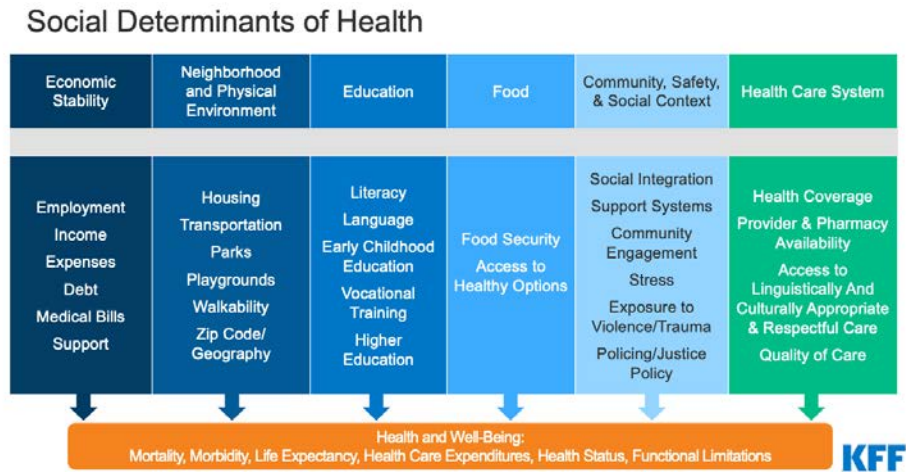 Social Determinants of Health
Economic
Stability
Neighborhood
and Physical
Environment
Education
Food
Community, Safety,
& Social Context
Health Care System
Employment
Income
Expenses
Debt
Medical Bills
Support
Housing
Transportation
Parks
Playgrounds
Walkability
Zip Code/
Geography
Literacy
Language
Early Childhood
Education
Vocational
Training
Higher
Education
Food Security
Access to
Healthy Options
Social Integration
Support Systems
Community
Engagement
Stress
Exposure to
Violence/Trauma
Policing/Justice
Policy
Health Coverage
Provider & Pharmacy
Availability
Access to
Linguistically And
Culturally Appropriate
& Respectful Care
Quality of Care
Health and Well-Being:
Mortality, Morbidity, Life Expectancy, Health Care Expenditures, Health Status, Functional Limitations
KFF